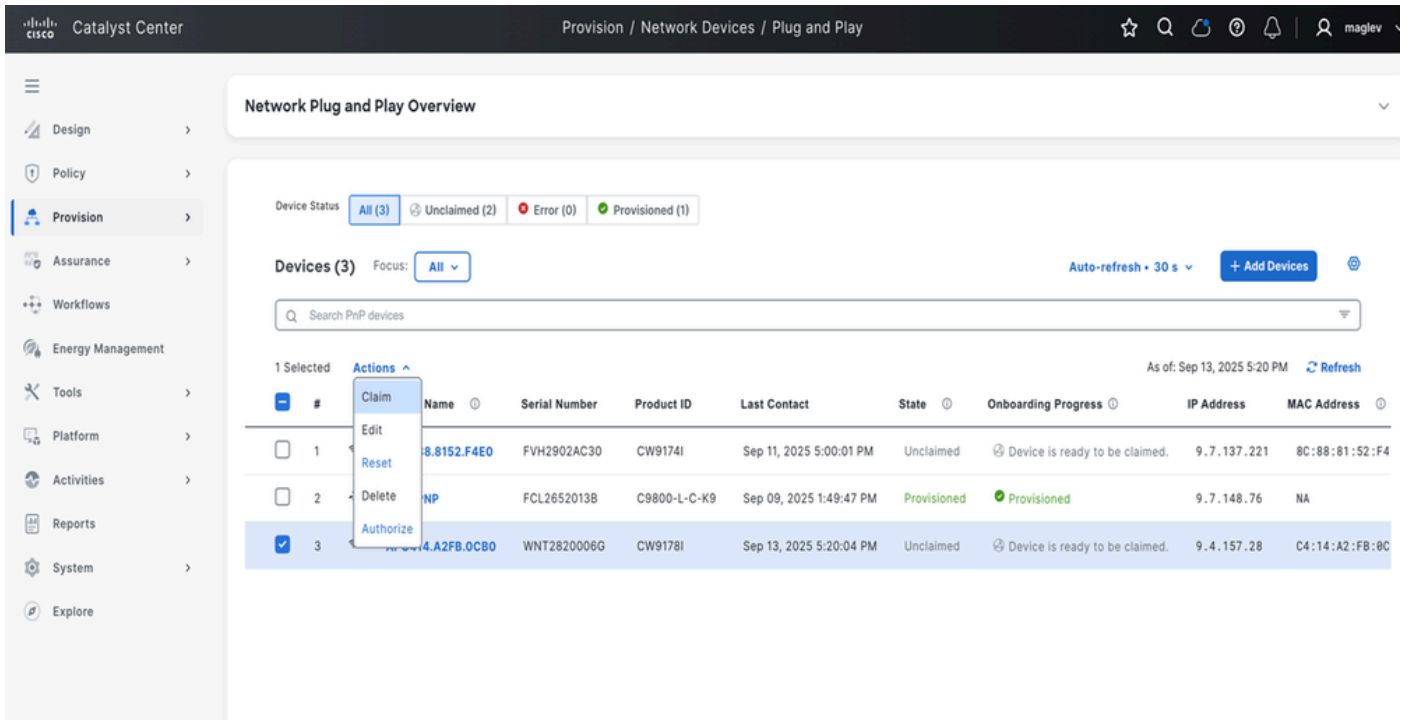 CISCO Catalyst Center Provision / Network Devices / Plug and Play maglev
Network Plug and Play Overview
Design
Policy
Provision
Assurance
Workflows
Energy Management
Tools
Platform
Activities
Reports
System
Explore
Device Status All (3) Unclaimed (2) Error (0) Provisioned (1)
Devices (3) Focus: All Auto-refresh • 30 s + Add Devices
Search PnP devices
1 Selected Actions As of: Sep 13, 2025 5:20 PM Refresh
Claim
Edit
Reset
Delete
Authorize
# Name Serial Number Product ID Last Contact State Onboarding Progress IP Address MAC Address
1 8.8152.F4E0 FVH2902AC30 CW9174I Sep 11, 2025 5:00:01 PM Unclaimed Device is ready to be claimed. 9.7.137.221 8C:88:81:52:F4
2 NP FCL2652013B C9800-L-C-K9 Sep 09, 2025 1:49:47 PM Provisioned Provisioned 9.7.148.76 NA
3 4.A2FB.0CB0 WNT2820006G CW9178I Sep 13, 2025 5:20:04 PM Unclaimed Device is ready to be claimed. 9.4.157.28 C4:14:A2:FB:0C